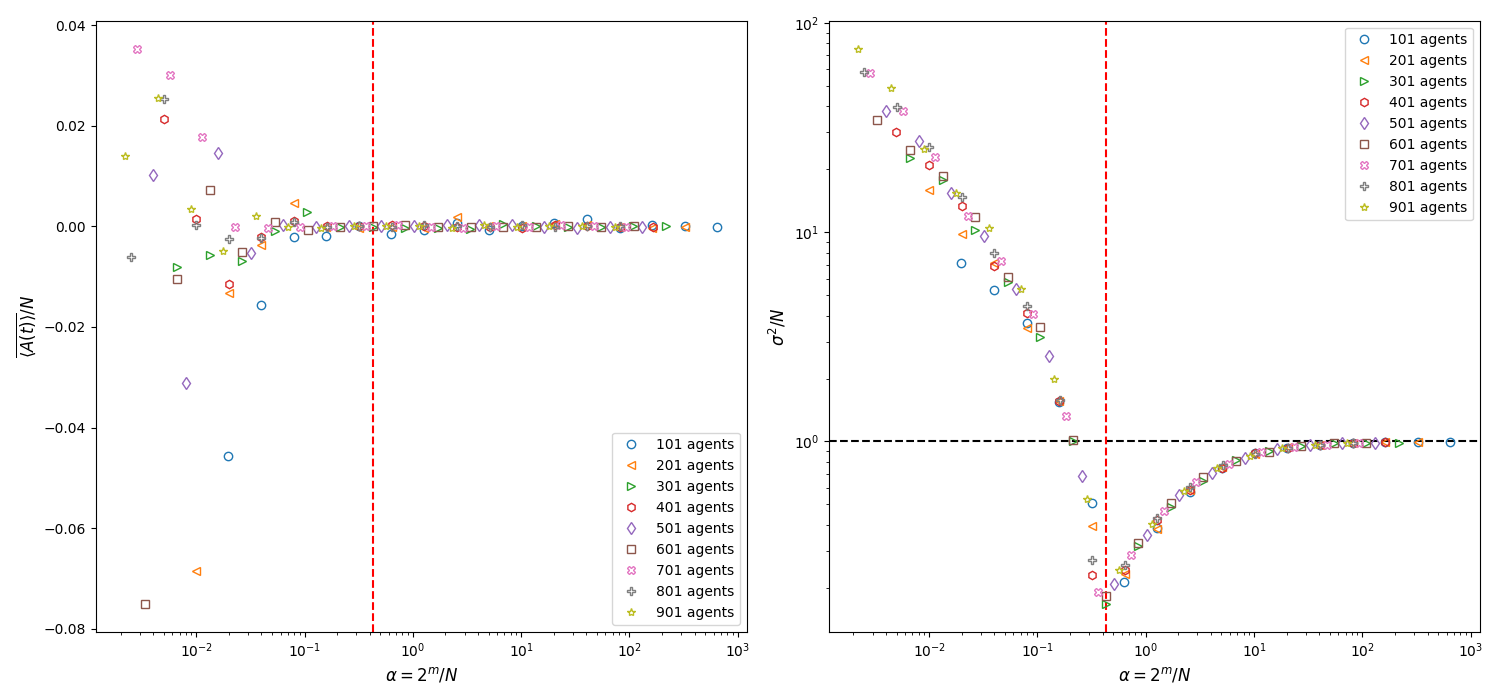 0.04
0.02
0.00
−0.02
−0.04
−0.06
−0.08
10⁻²
10⁻¹
10⁰
10¹
10²
10³
⟨A(t)⟩/N
α = 2ᵐ/N
101 agents
201 agents
301 agents
401 agents
501 agents
601 agents
701 agents
801 agents
901 agents
10²
10¹
10⁰
10⁻²
10⁻¹
10⁰
10¹
10²
10³
σ²/N
α = 2ᵐ/N
101 agents
201 agents
301 agents
401 agents
501 agents
601 agents
701 agents
801 agents
901 agents